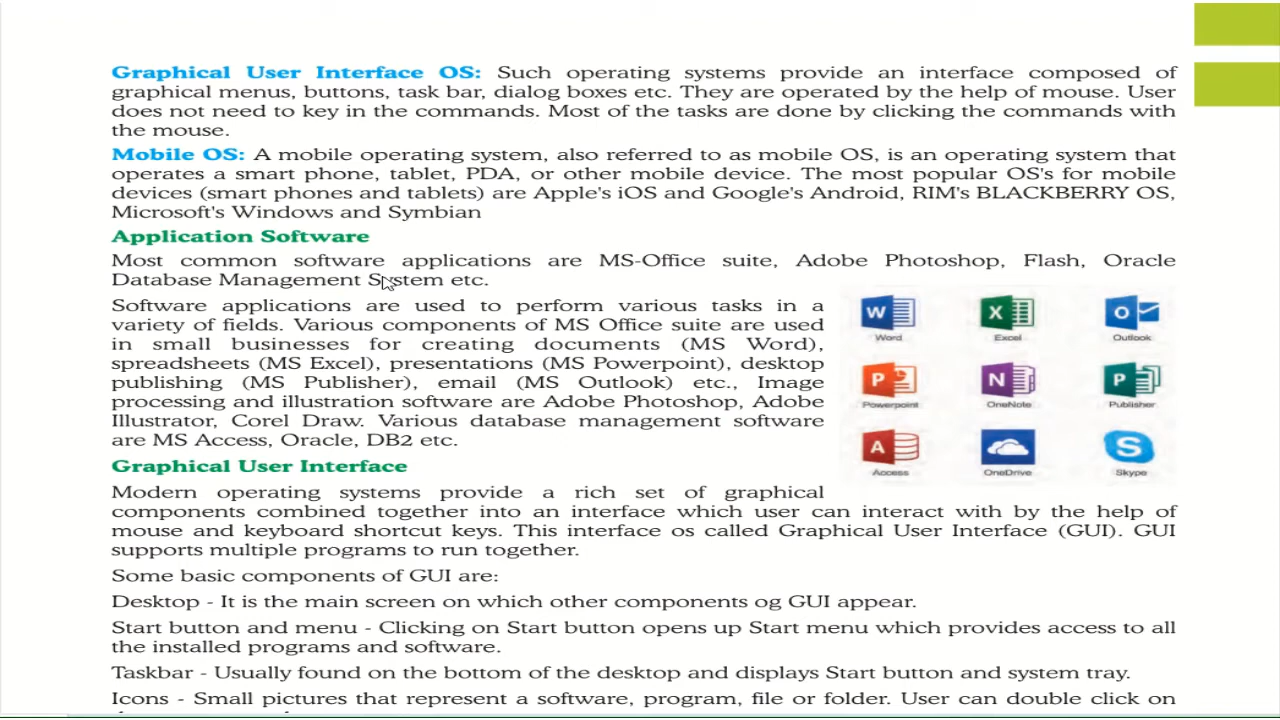 Graphical User Interface OS: Such operating systems provide an interface composed of
graphical menus, buttons, task bar, dialog boxes etc. They are operated by the help of mouse. User
does not need to key in the commands. Most of the tasks are done by clicking the commands with
the mouse.
Mobile OS: A mobile operating system, also referred to as mobile OS, is an operating system that
operates a smart phone, tablet, PDA, or other mobile device. The most popular OS's for mobile
devices (smart phones and tablets) are Apple's iOS and Google's Android, RIM's BLACKBERRY OS,
Microsoft's Windows and Symbian
Application Software
Most common software applications are MS-Office suite, Adobe Photoshop, Flash, Oracle
Database Management System etc.
Software applications are used to perform various tasks in a
variety of fields. Various components of MS Office suite are used
in small businesses for creating documents (MS Word),
spreadsheets (MS Excel), presentations (MS Powerpoint), desktop
publishing (MS Publisher), email (MS Outlook) etc., Image
processing and illturation software are Adobe Photoshop, Adobe
Illustrator, Corel Draw. Various database management software
are MS Access, Oracle, DB2 etc.
W X O
Word Excel Outlook
P N P
Powerpoint OneNote Publisher
A S
Access OneDrive Skype
Graphical User Interface
Modern operating systems provide a rich set of graphical
components combined together into an interface which user can interact with by the help of
mouse and keyboard shortcut keys. This interface os called Graphical User Interface (GUI). GUI
supports multiple programs to run together.
Some basic components of GUI are:
Desktop - It is the main screen on which other components og GUI appear.
Start button and menu - Clicking on Start button opens up Start menu which provides access to all
the installed programs and software.
Taskbar - Usually found on the bottom of the desktop and displays Start button and system tray.
Icons - Small pictures that represent a software, program, file or folder. User can double click on